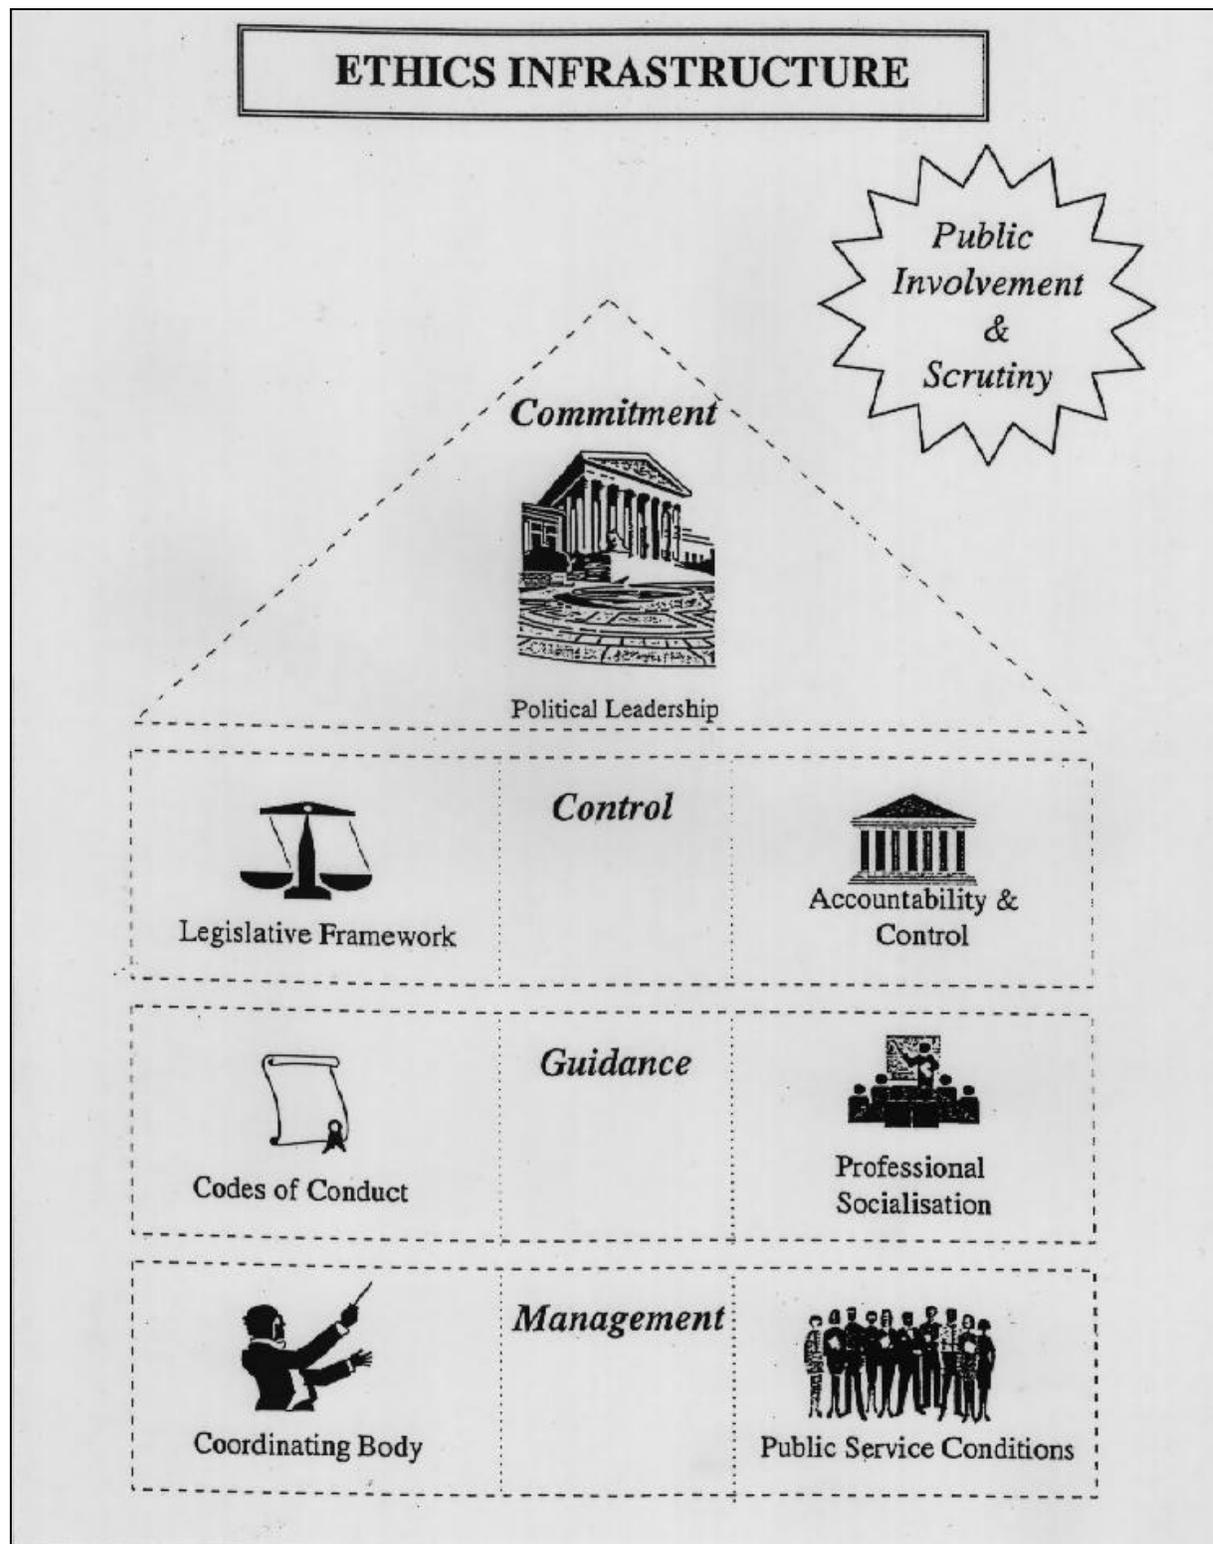 ETHICS INFRASTRUCTURE
Public
Involvement
&
Scrutiny
Commitment
Political Leadership
Control
Legislative Framework
Accountability &
Control
Guidance
Codes of Conduct
Professional
Socialisation
Management
Coordinating Body
Public Service Conditions